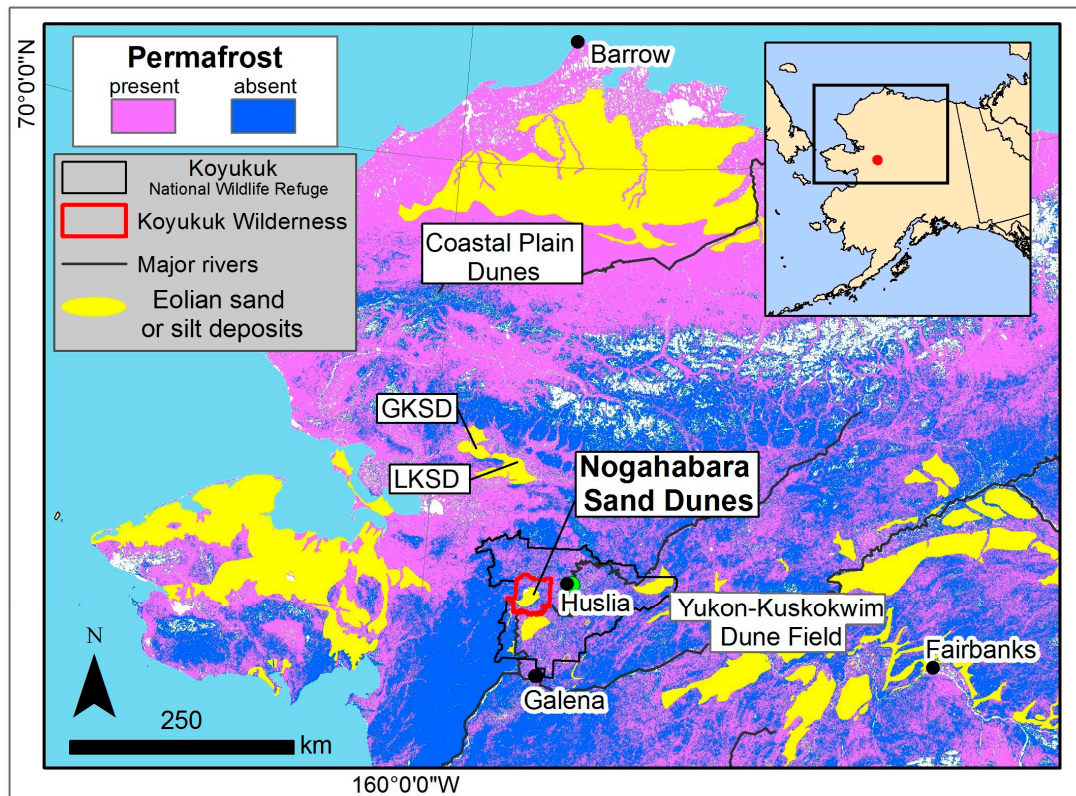 Permafrost
present absent
Koyukuk
National Wildlife Refuge
Koyukuk Wilderness
Major rivers
Eolian sand
or silt deposits
70°0'0"N
Barrow
Coastal Plain
Dunes
GKSD
LKSD
Nogahabara
Sand Dunes
Huslia
Yukon-Kuskokwim
Dune Field
Fairbanks
Galena
N
250
km
160°0'0"W